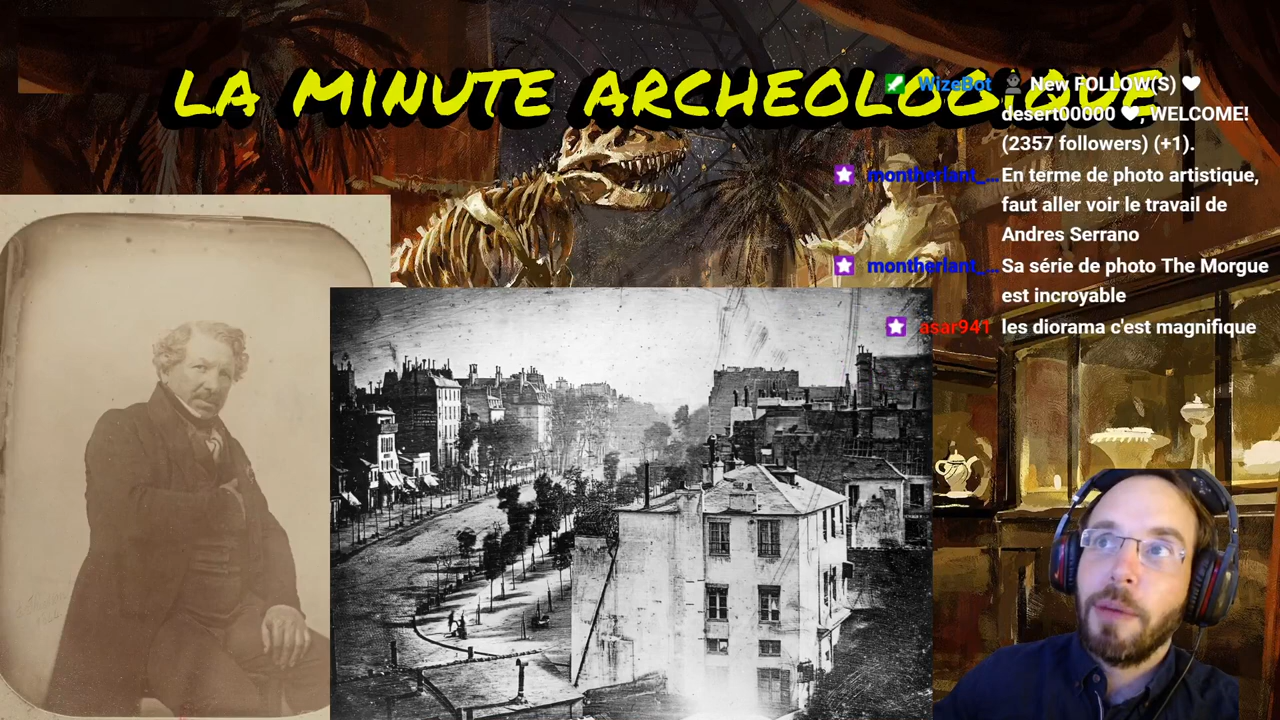 LA MINUTE ARCHEOLOGIQUE
WizeBot New FOLLOW(S)
desert00000 , WELCOME!
(2357 followers) (+1).
montherlant_... En terme de photo artistique,
faut aller voir le travail de
Andres Serrano
montherlant_... Sa série de photo The Morgue
est incroyable
asar941 les diorama c'est magnifique